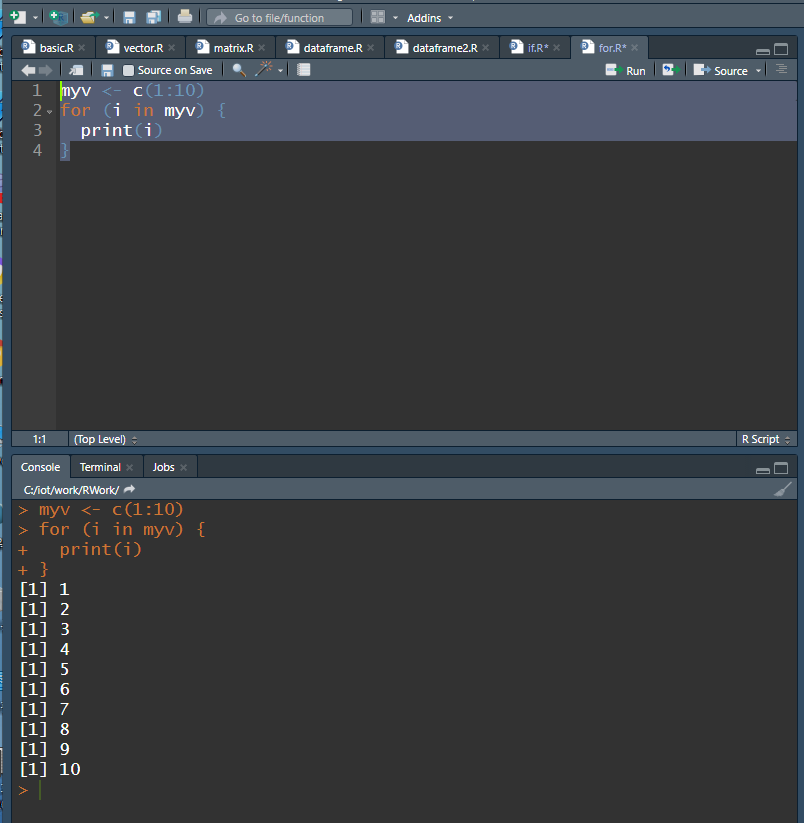 Go to file/function Addins
basic.R vector.R matrix.R dataframe.R dataframe2.R if.R* for.R*
Source on Save Run Source
1 myv <- c(1:10)
2 for (i in myv) {
3   print(i)
4 }
1:1 (Top Level) R Script
Console Terminal Jobs
C:/iot/work/RWork/
> myv <- c(1:10)
> for (i in myv) {
+   print(i)
+ }
[1] 1
[1] 2
[1] 3
[1] 4
[1] 5
[1] 6
[1] 7
[1] 8
[1] 9
[1] 10
>